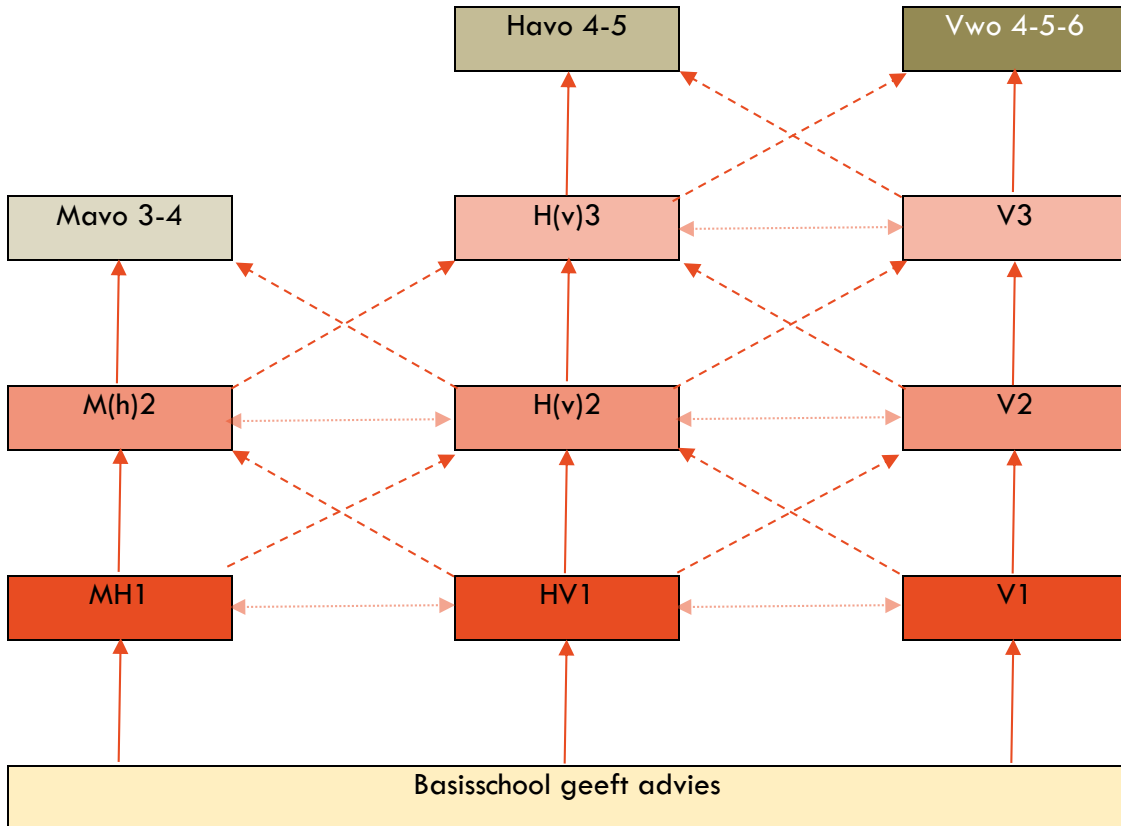 Havo 4-5
Vwo 4-5-6
Mavo 3-4
H(v)3
V3
M(h)2
H(v)2
V2
MH1
HV1
V1
Basisschool geeft advies